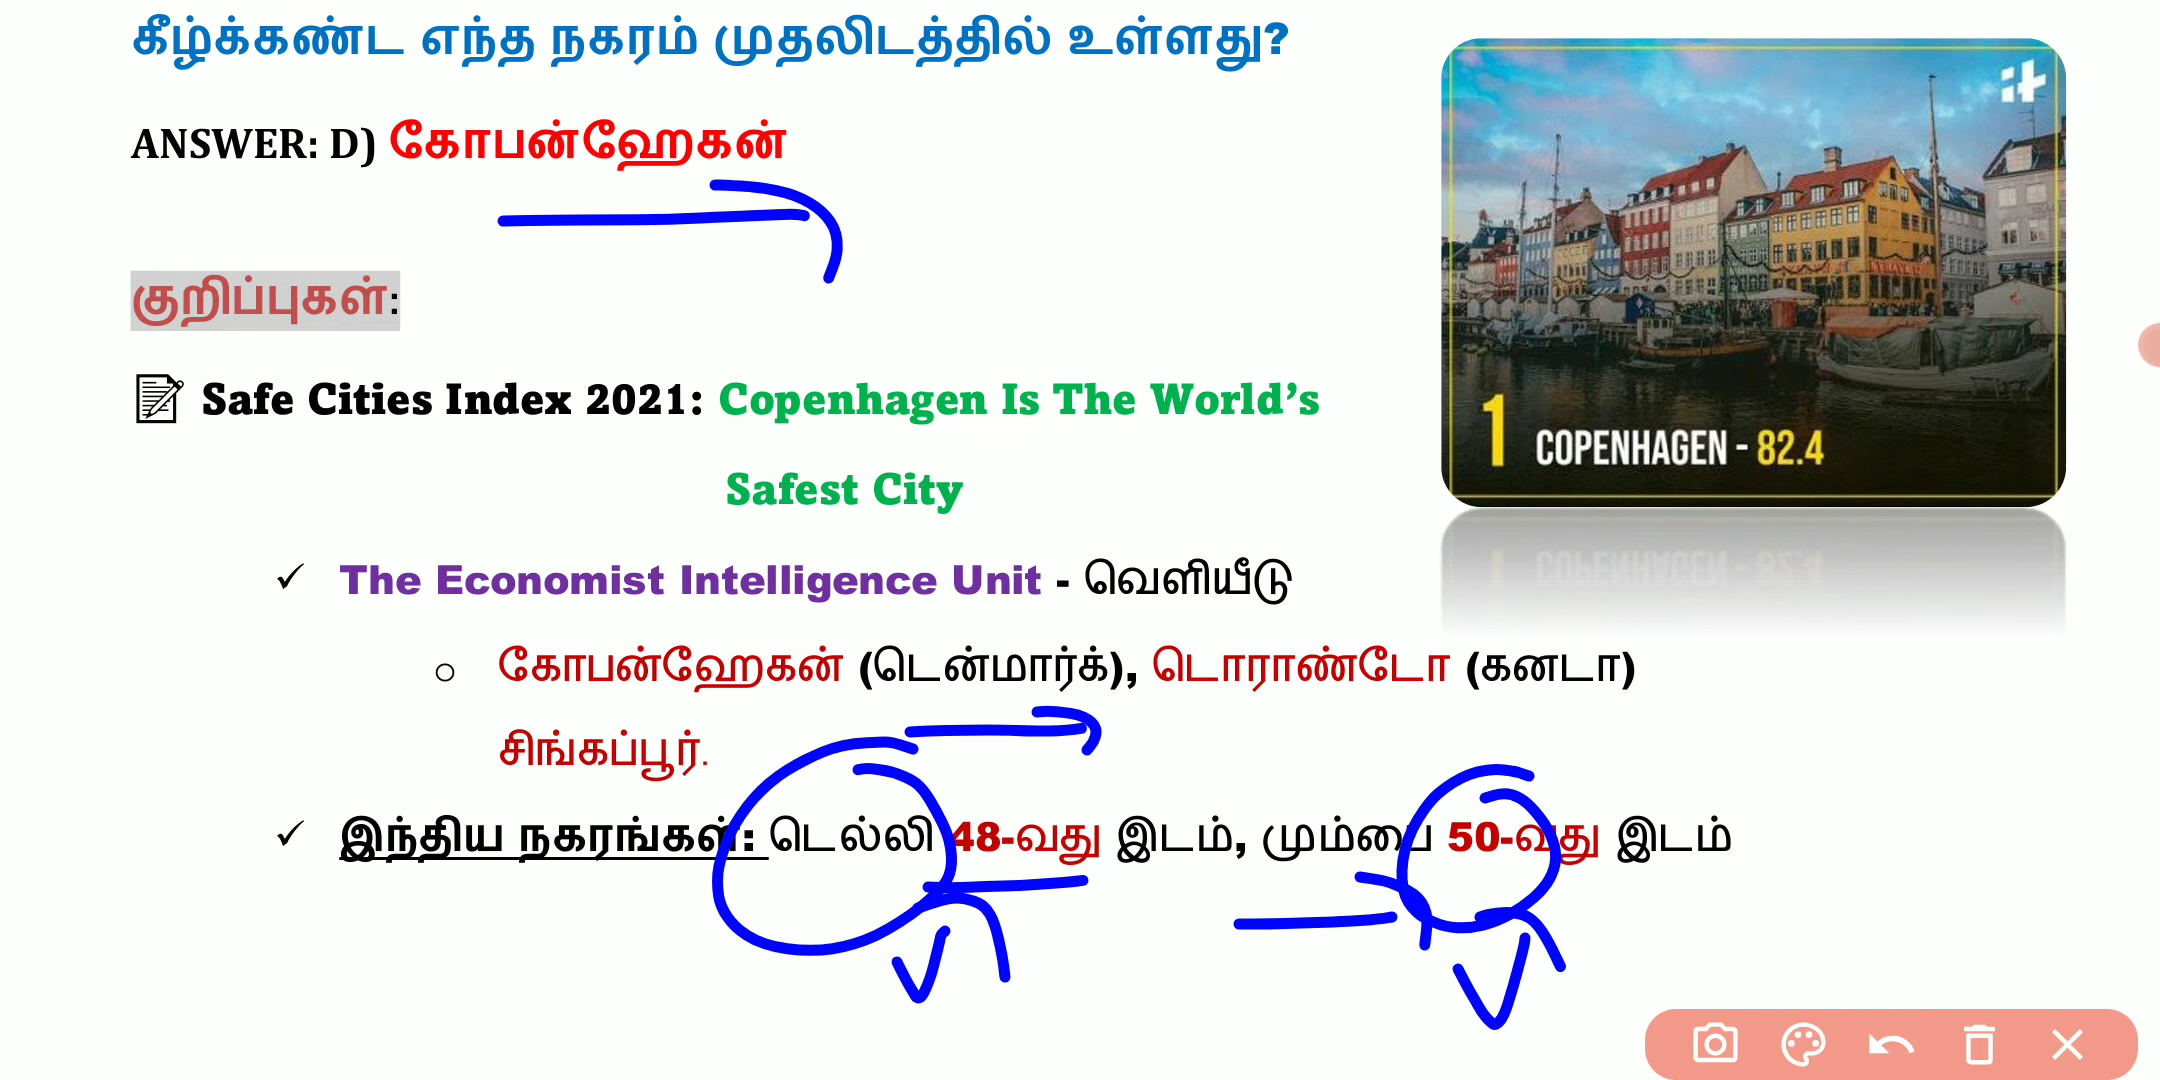 கீழ்க்கண்ட எந்த நகரம் முதலிடத்தில் உள்ளது?
ANSWER: D) கோபன்ஹேகன்
குறிப்புகள்:
Safe Cities Index 2021: Copenhagen Is The World's
Safest City
1 COPENHAGEN - 82.4
✓ The Economist Intelligence Unit - வெளியீடு
o கோபன்ஹேகன் (டென்மார்க்), டொராண்டோ (கனடா)
சிங்கப்பூர்.
✓ இந்திய நகரங்கள்: டெல்லி 48-வது இடம், மும்பை 50-வது இடம்